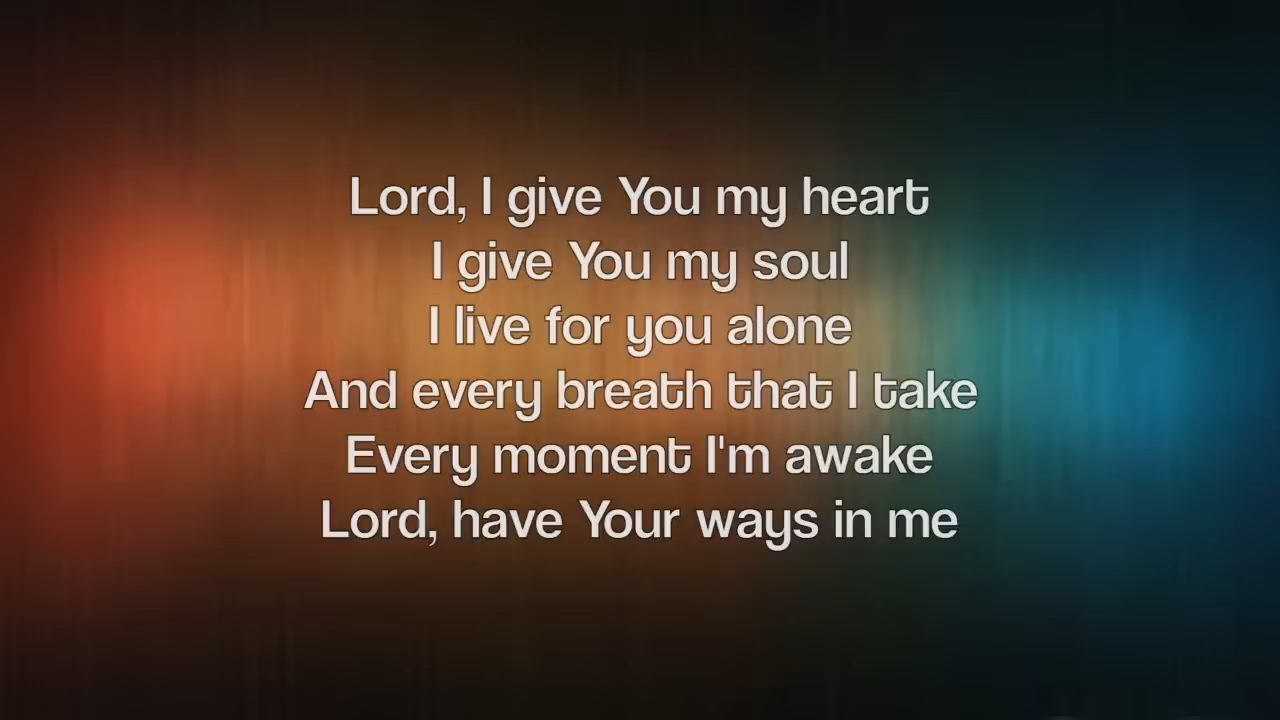 Lord, I give You my heart
I give You my soul
I live for you alone
And every breath that I take
Every moment I'm awake
Lord, have Your ways in me